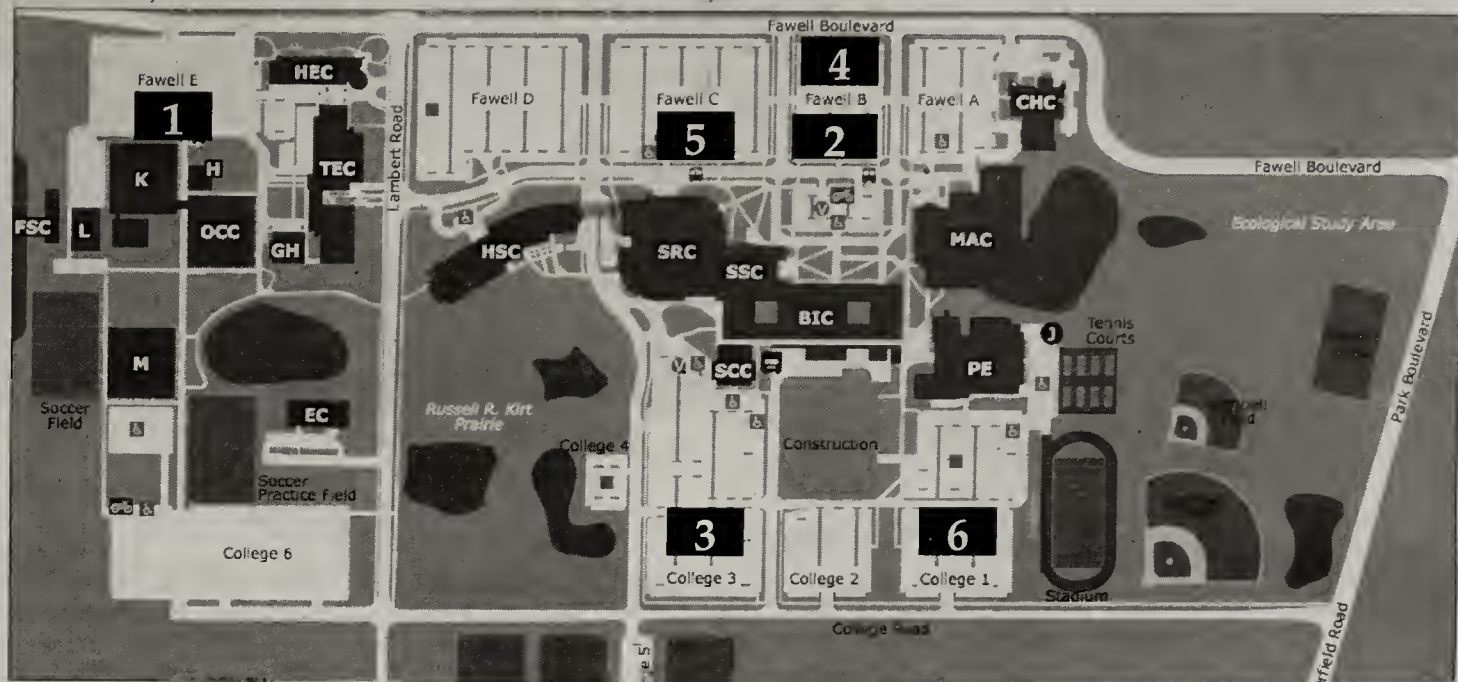 Fawell Boulevard
4
HEC
Fawell E
Fawell D
Fawell C
Fawell B
Fawell A
CHC
1
5
2
Lambert Road
K
H
TEC
Fawell Boulevard
FSC
L
OCC
GH
HSC
SRC
SSC
MAC
Ecological Study Area
BIC
J
Tennis
Courts
M
SCC
PE
Park Boulevard
Soccer
Field
EC
Russell R. Kirt
Prairie
College 4
Construction
Soccer
Practice Field
3
6
College 6
College 3
College 2
College 1
Stadium
College Road
erfield Road